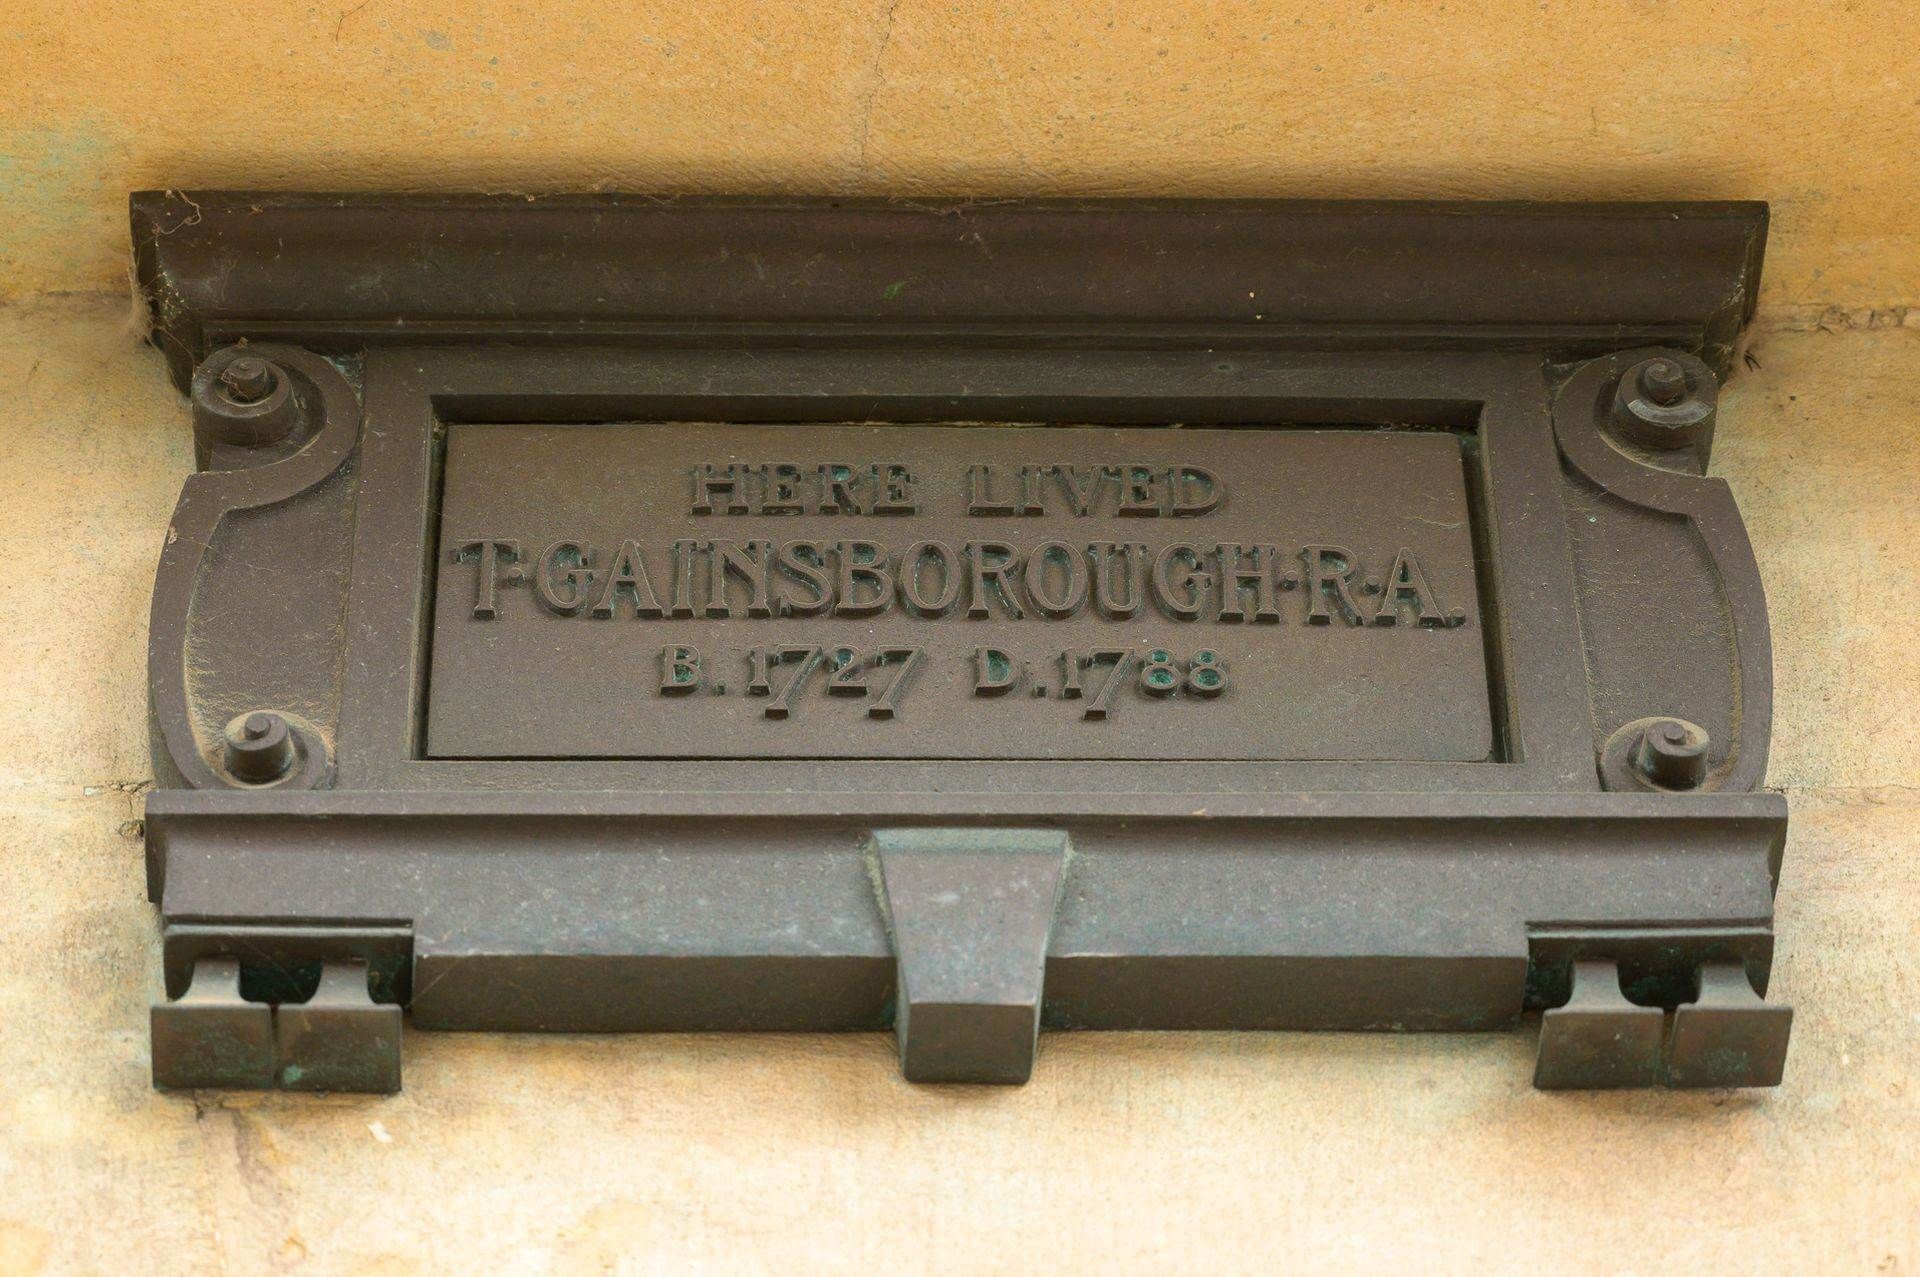 HERE LIVED
T·GAINSBOROUGH·R·A.
B. 1727 D. 1788